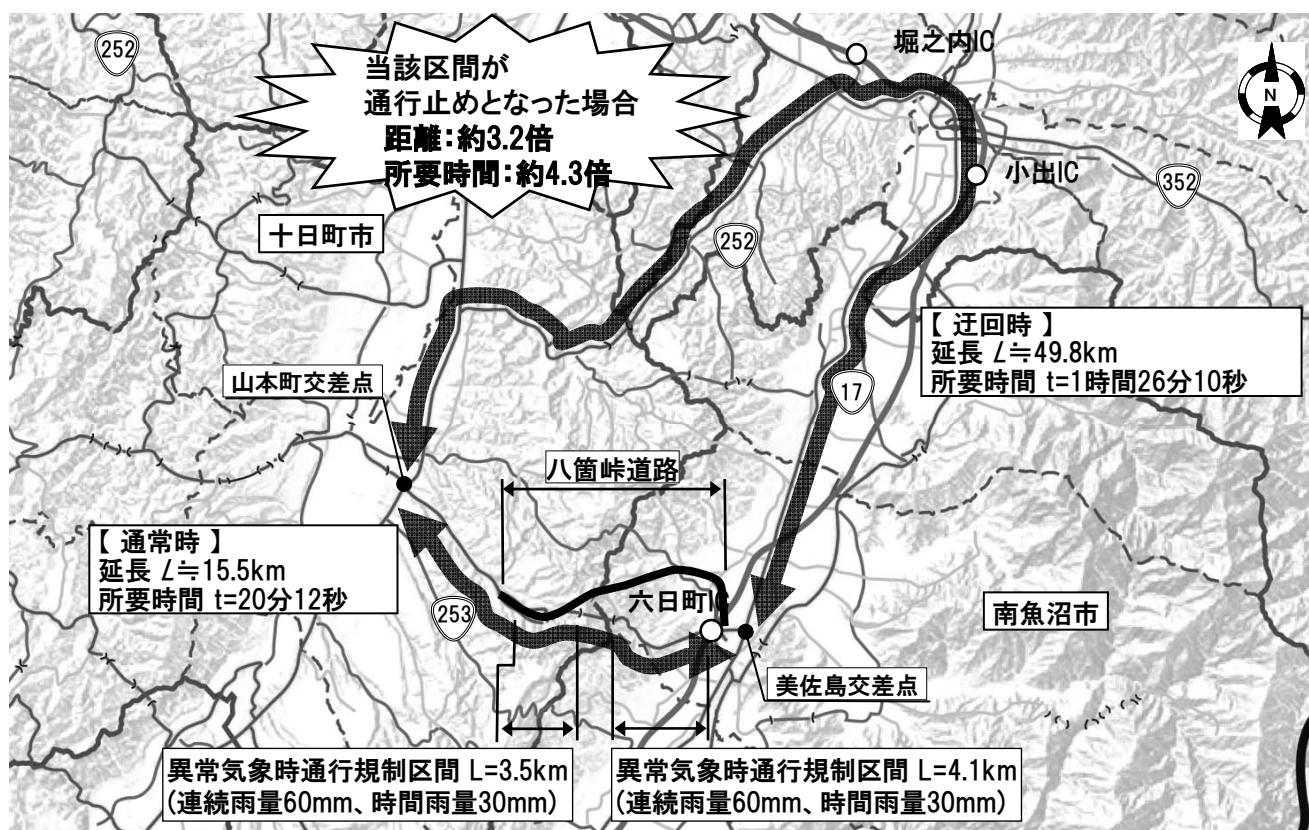 252
当該区間が
通行止めとなった場合
距離：約3.2倍
所要時間：約4.3倍
堀之内IC
N
小出IC
352
十日町市
252
【 迂回時 】
延長 L≒49.8km
所要時間 t=1時間26分10秒
山本町交差点
17
八箇峠道路
【 通常時 】
延長 L≒15.5km
所要時間 t=20分12秒
253
六日町IC
南魚沼市
美佐島交差点
異常気象時通行規制区間 L=3.5km
(連続雨量60mm、時間雨量30mm)
異常気象時通行規制区間 L=4.1km
(連続雨量60mm、時間雨量30mm)